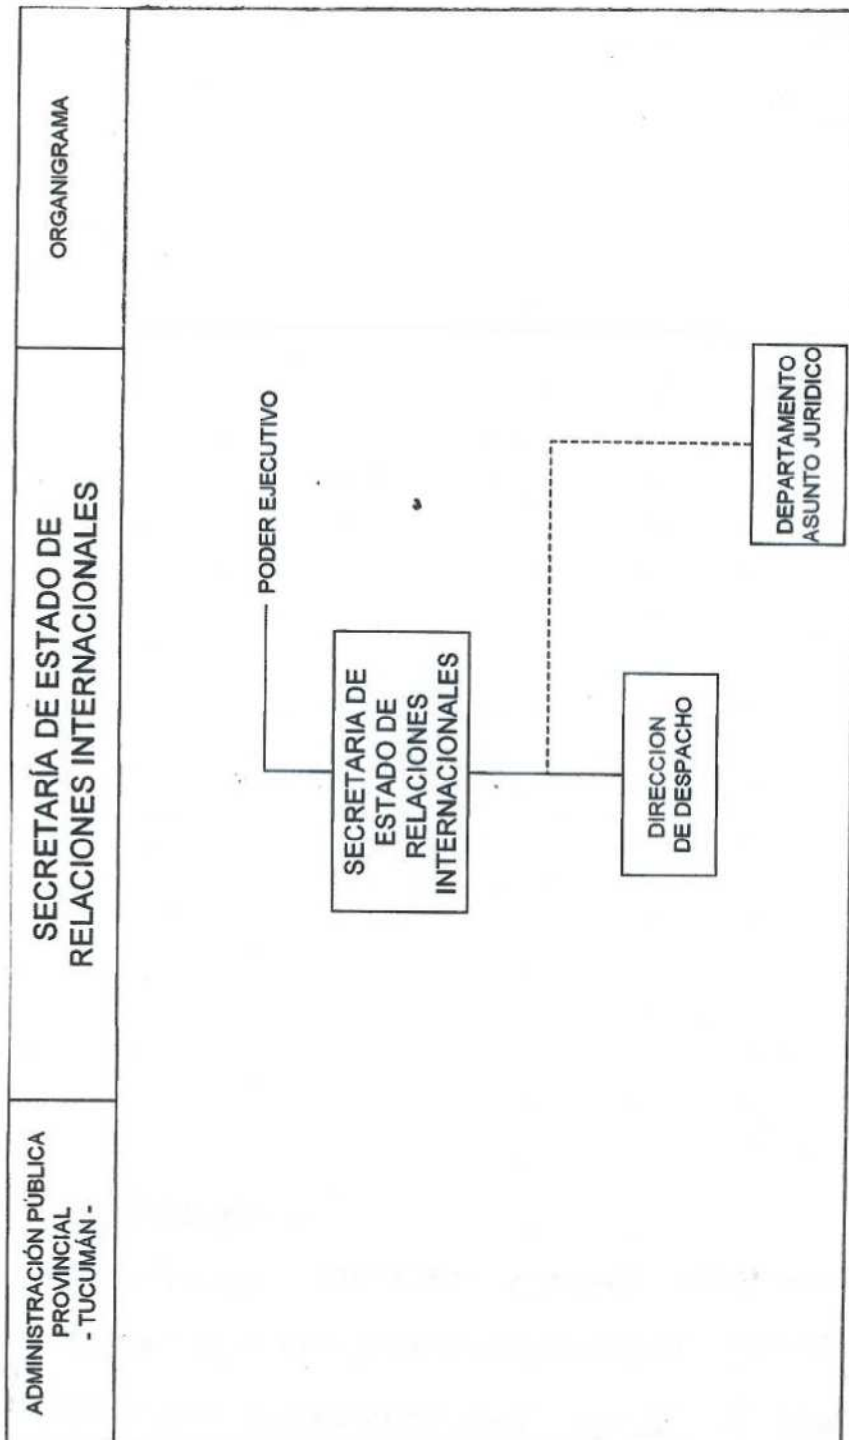 ADMINISTRACIÓN PÚBLICA
PROVINCIAL
- TUCUMÁN -
SECRETARÍA DE ESTADO DE
RELACIONES INTERNACIONALES
ORGANIGRAMA
PODER EJECUTIVO
SECRETARIA DE
ESTADO DE
RELACIONES
INTERNACIONALES
DIRECCION
DE DESPACHO
DEPARTAMENTO
ASUNTO JURIDICO